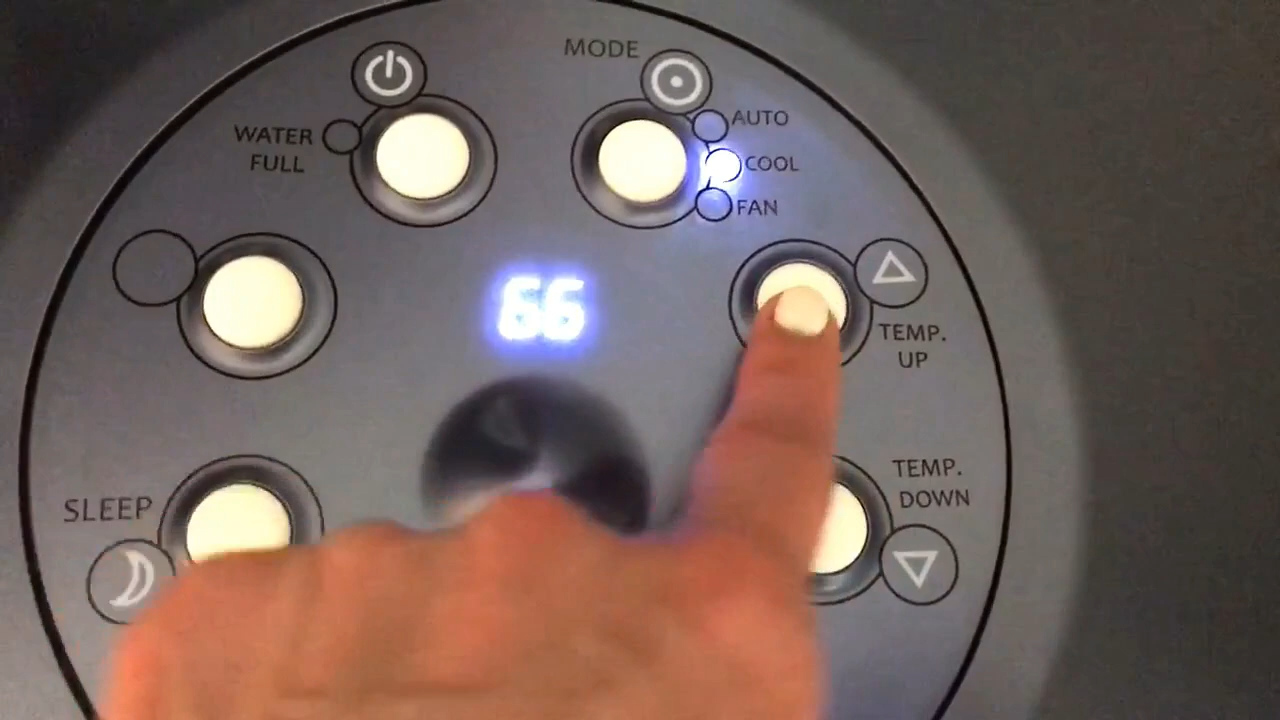 MODE
AUTO
WATER
FULL
COOL
FAN
66
TEMP.
UP
TEMP.
DOWN
SLEEP